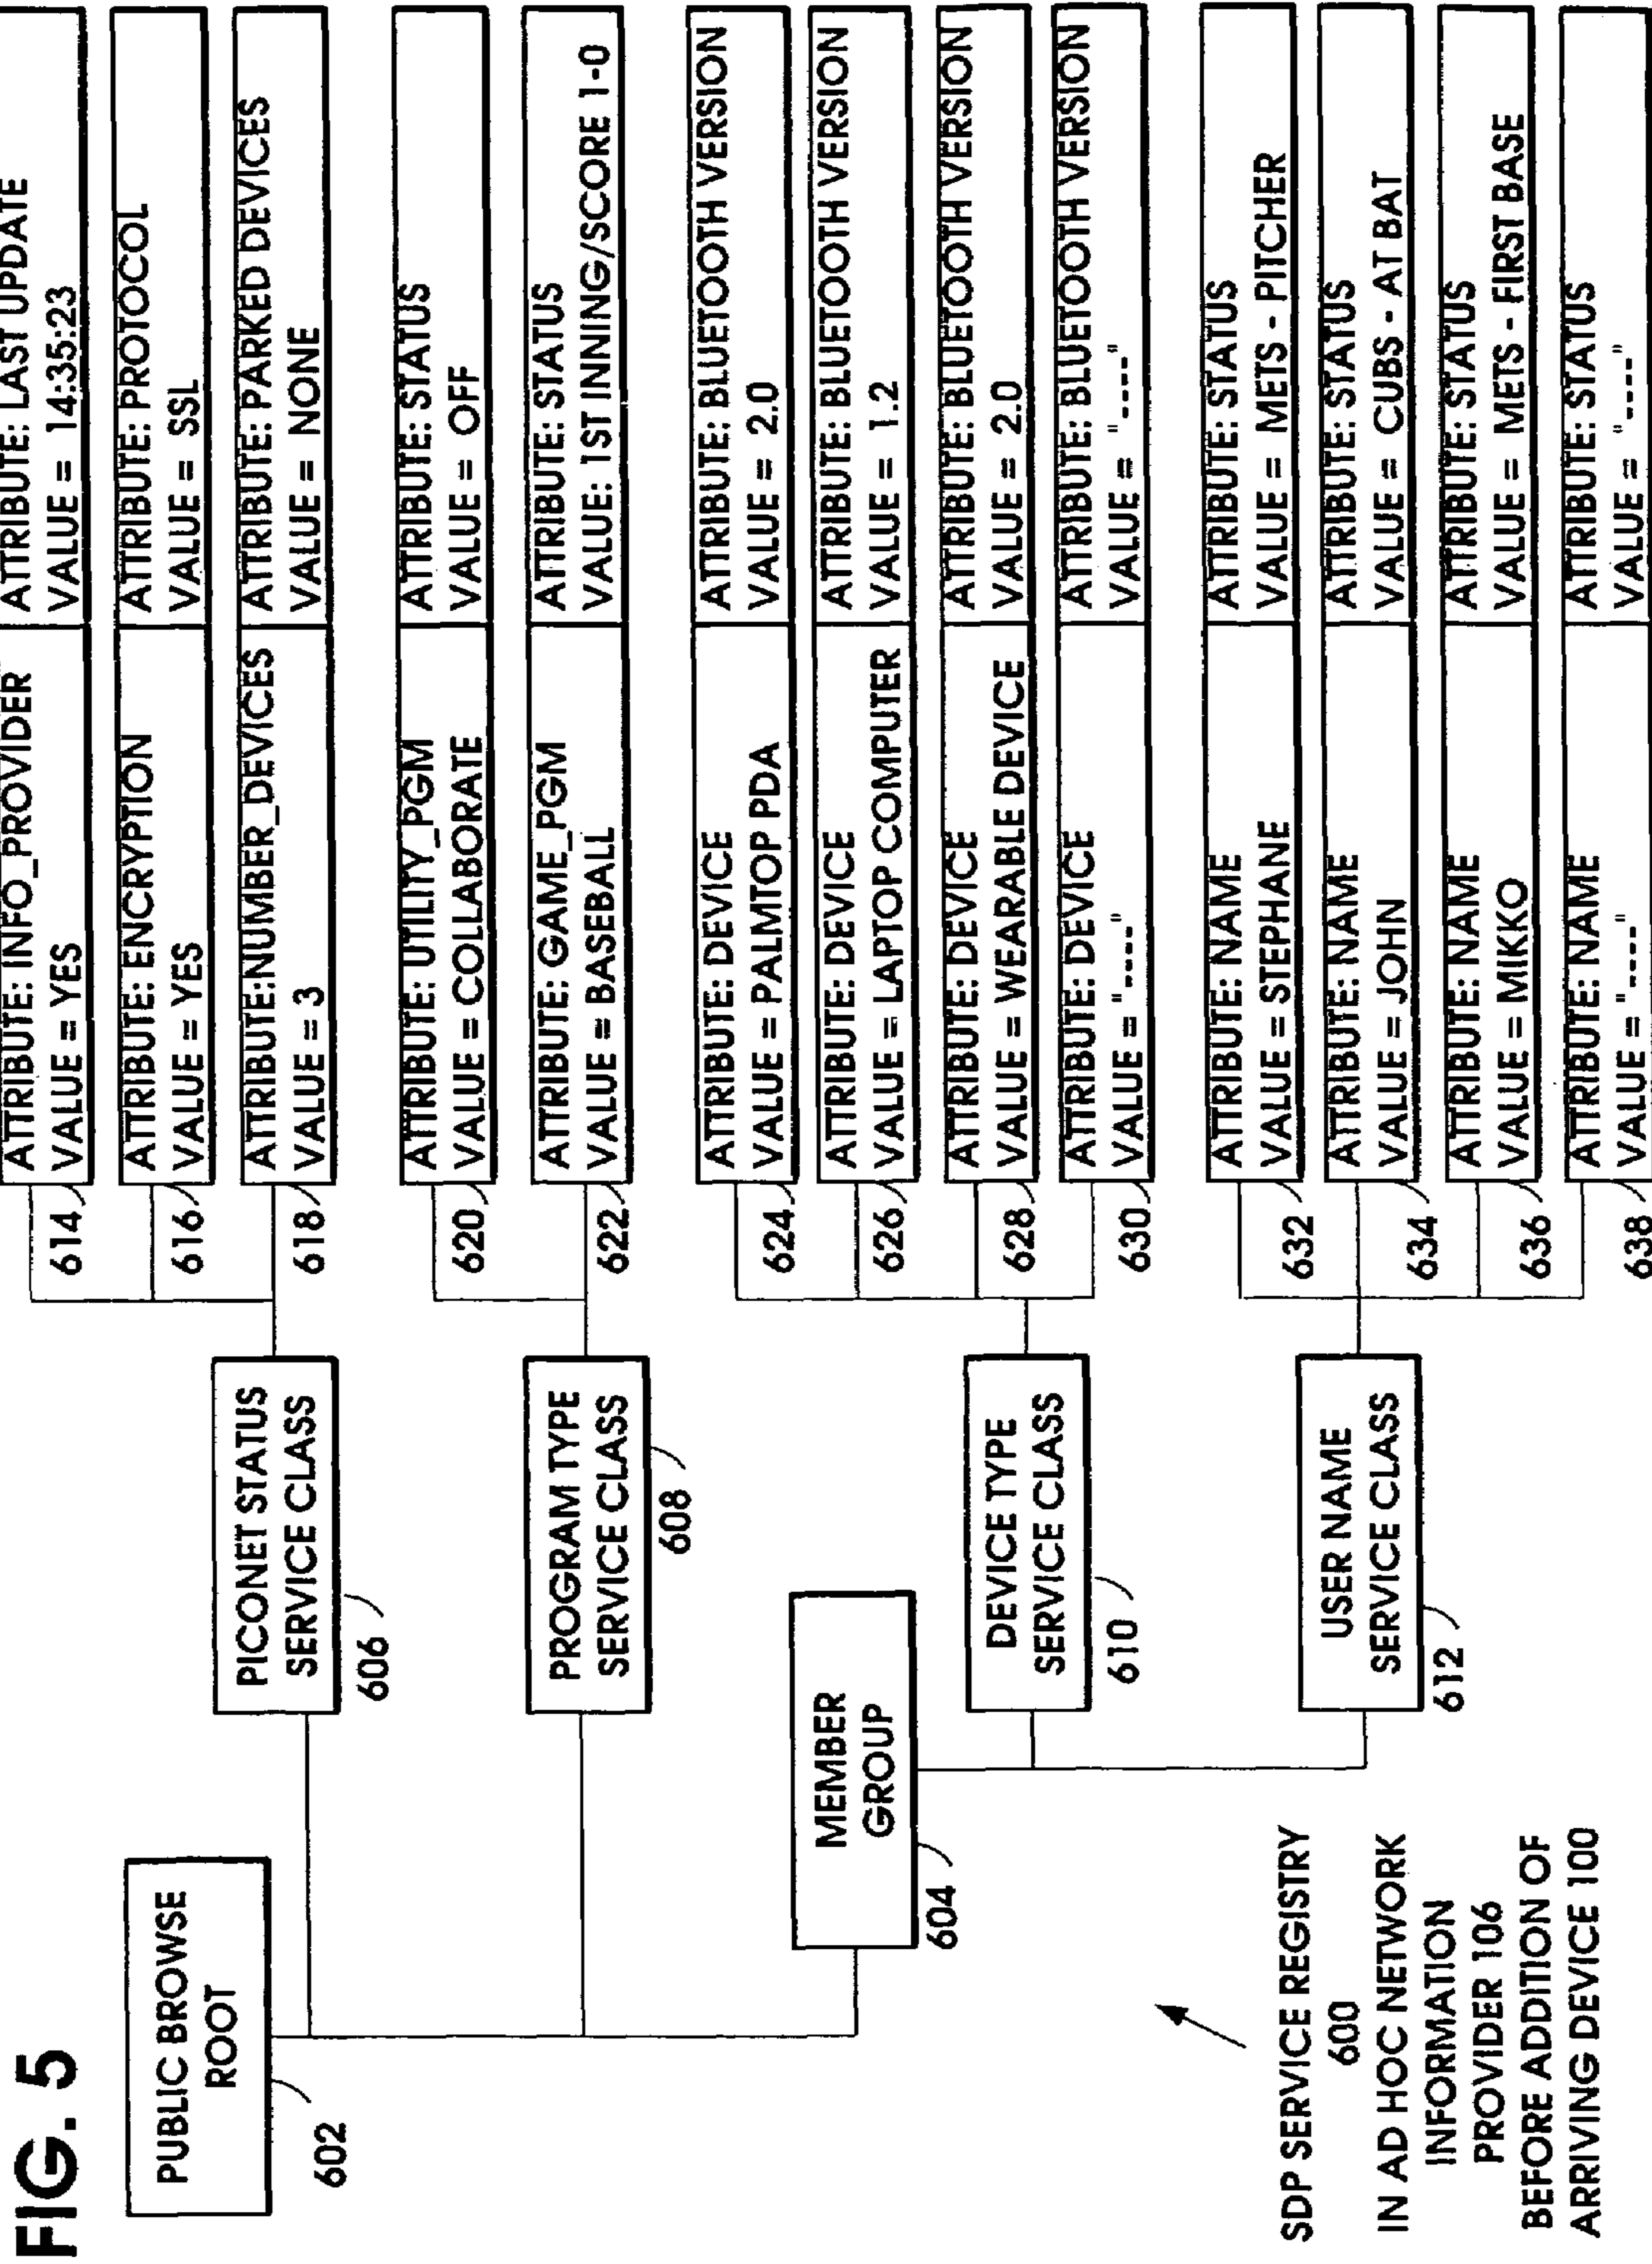 FIG. 5
PUBLIC BROWSE
ROOT
602
PICONET STATUS
SERVICE CLASS
606
PROGRAM TYPE
SERVICE CLASS
608
MEMBER
GROUP
604
DEVICE TYPE
SERVICE CLASS
610
USER NAME
SERVICE CLASS
612
ATTRIBUTE: INFO_PROVIDER
VALUE = YES
ATTRIBUTE: LAST UPDATE
VALUE = 14:35:23
614
ATTRIBUTE: ENCRYPTION
VALUE = YES
ATTRIBUTE: PROTOCOL
VALUE = SSL
616
ATTRIBUTE:NUMBER_DEVICES
VALUE = 3
ATTRIBUTE: PARKED DEVICES
VALUE = NONE
618
ATTRIBUTE: UTILITY_PGM
VALUE = COLLABORATE
ATTRIBUTE: STATUS
VALUE = OFF
620
ATTRIBUTE: GAME_PGM
VALUE = BASEBALL
ATTRIBUTE: STATUS
VALUE: 1ST INNING/SCORE 1-0
622
ATTRIBUTE: DEVICE
VALUE = PALMTOP PDA
ATTRIBUTE: BLUETOOTH VERSION
VALUE = 2.0
624
ATTRIBUTE: DEVICE
VALUE = LAPTOP COMPUTER
ATTRIBUTE: BLUETOOTH VERSION
VALUE = 1.2
626
ATTRIBUTE: DEVICE
VALUE = WEARABLE DEVICE
ATTRIBUTE: BLUETOOTH VERSION
VALUE = 2.0
628
ATTRIBUTE: DEVICE
VALUE = "----"
ATTRIBUTE: BLUETOOTH VERSION
VALUE = "----"
630
ATTRIBUTE: NAME
VALUE = STEPHANE
ATTRIBUTE: STATUS
VALUE = METS - PITCHER
632
ATTRIBUTE: NAME
VALUE = JOHN
ATTRIBUTE: STATUS
VALUE = CUBS - AT BAT
634
ATTRIBUTE: NAME
VALUE = MIKKO
ATTRIBUTE: STATUS
VALUE = METS - FIRST BASE
636
ATTRIBUTE: NAME
VALUE = "----"
ATTRIBUTE: STATUS
VALUE = "----"
638
SDP SERVICE REGISTRY
600
IN AD HOC NETWORK
INFORMATION
PROVIDER 106
BEFORE ADDITION OF
ARRIVING DEVICE 100